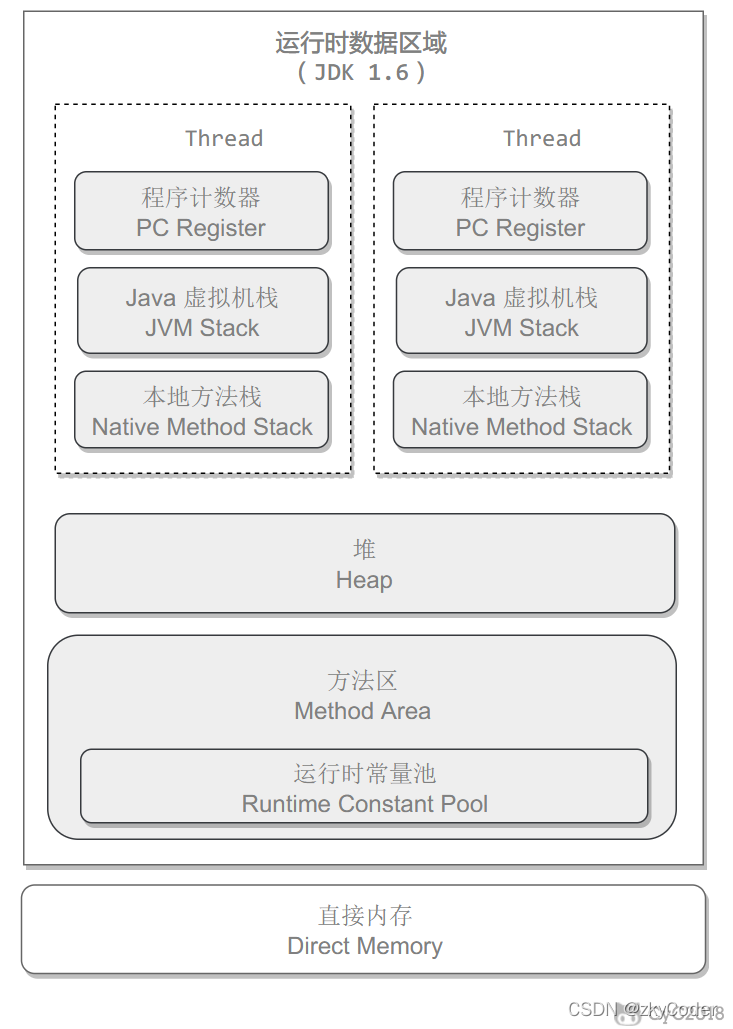 运行时数据区域
( JDK 1.6 )
Thread
程序计数器
PC Register
Java 虚拟机栈
JVM Stack
本地方法栈
Native Method Stack
Thread
程序计数器
PC Register
Java 虚拟机栈
JVM Stack
本地方法栈
Native Method Stack
堆
Heap
方法区
Method Area
运行时常量池
Runtime Constant Pool
直接内存
Direct Memory
CSDN @zkyCoder
CyC2018